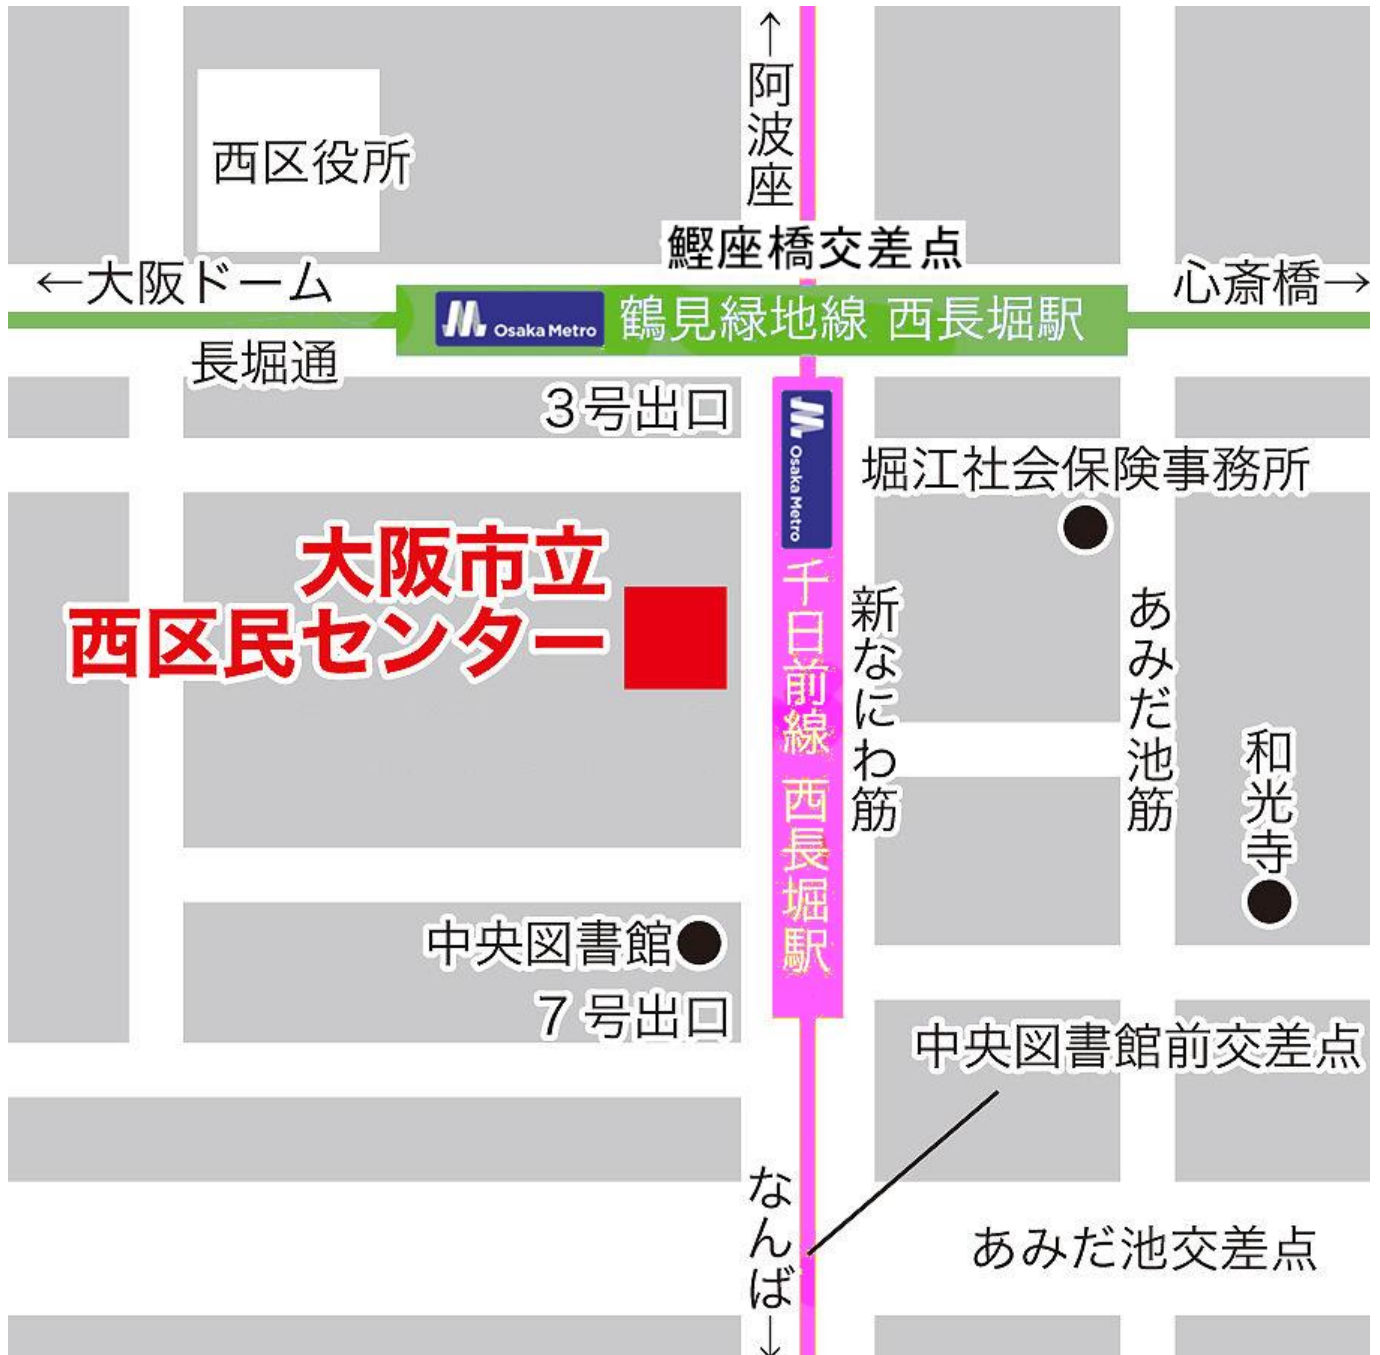 ↑阿波座
西区役所
鰹座橋交差点
←大阪ドーム
心斎橋→
Osaka Metro 鶴見緑地線 西長堀駅
長堀通
3号出口
Osaka Metro 千日前線 西長堀駅
堀江社会保険事務所
大阪市立
西区民センター
新なにわ筋
あみだ池筋
和光寺
中央図書館
7号出口
中央図書館前交差点
なんば→
あみだ池交差点